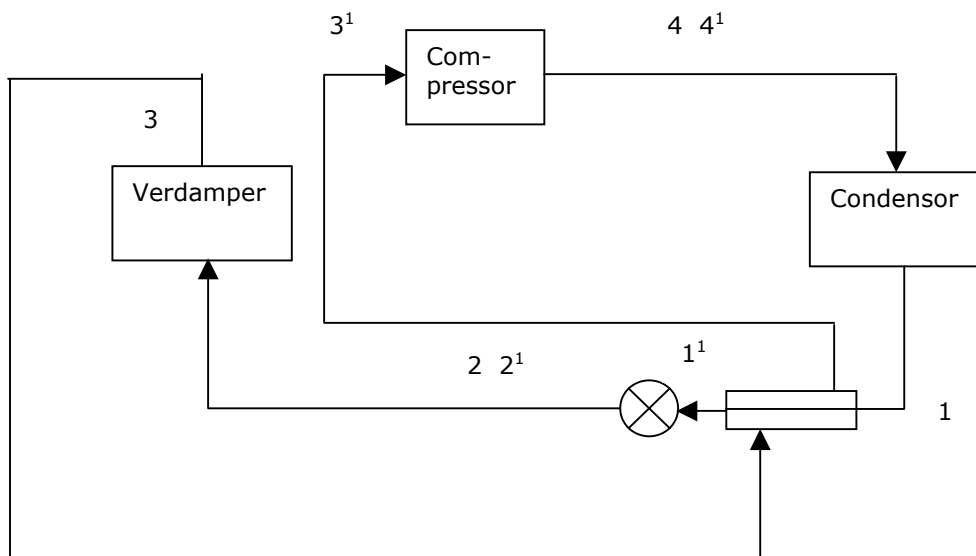 3¹
4 4¹
Com-
pressor
3
Verdamper
Condensor
2 2¹
1¹
1